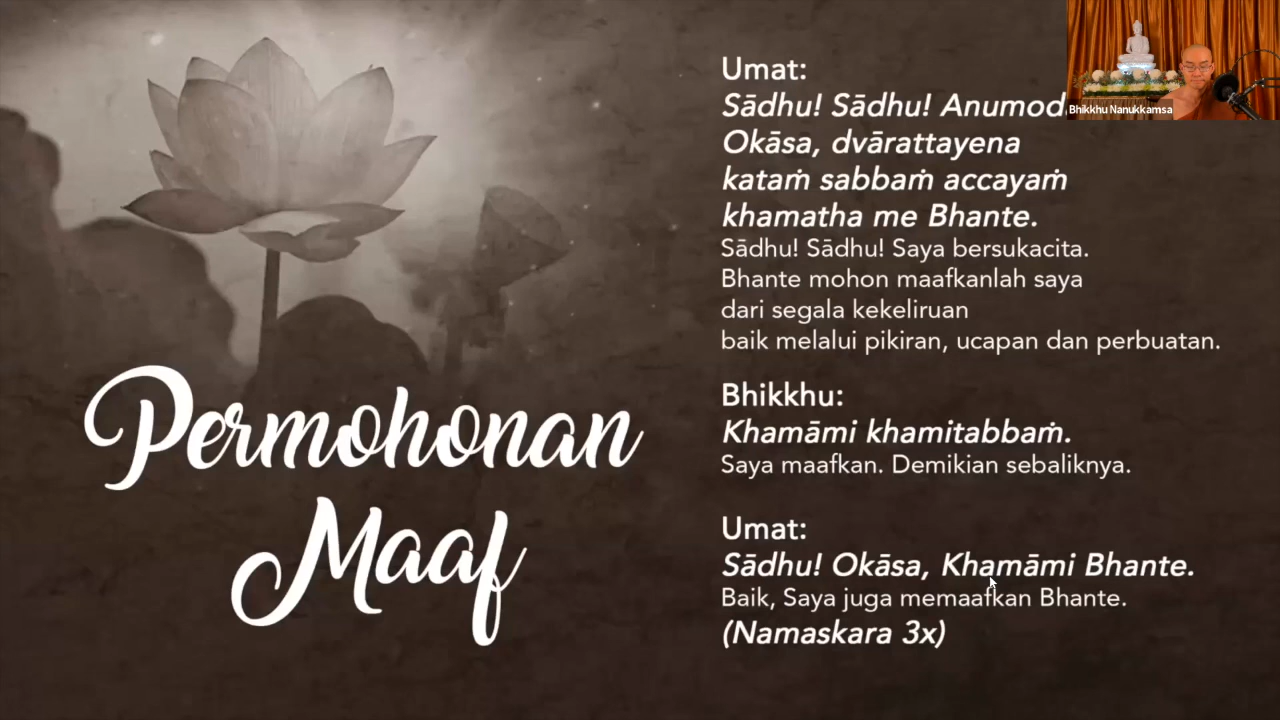 Permohonan
Maaf
Umat:
Sādhu! Sādhu!
Okāsa, dvārattayena
kataṁ sabbaṁ accayaṁ
khamatha me Bhante.
Sādhu! Sādhu! Saya bersukacita.
Bhante mohon maafkanlah saya
dari segala kekeliruan
baik melalui pikiran, ucapan dan perbuatan.
Bhikkhu:
Khamāmi khamitabbaṁ.
Saya maafkan. Demikian sebaliknya.
Umat:
Sādhu! Okāsa, Khamāmi Bhante.
Baik, Saya juga memaafkan Bhante.
(Namaskara 3x)
Bhikkhu Nanukkamsa